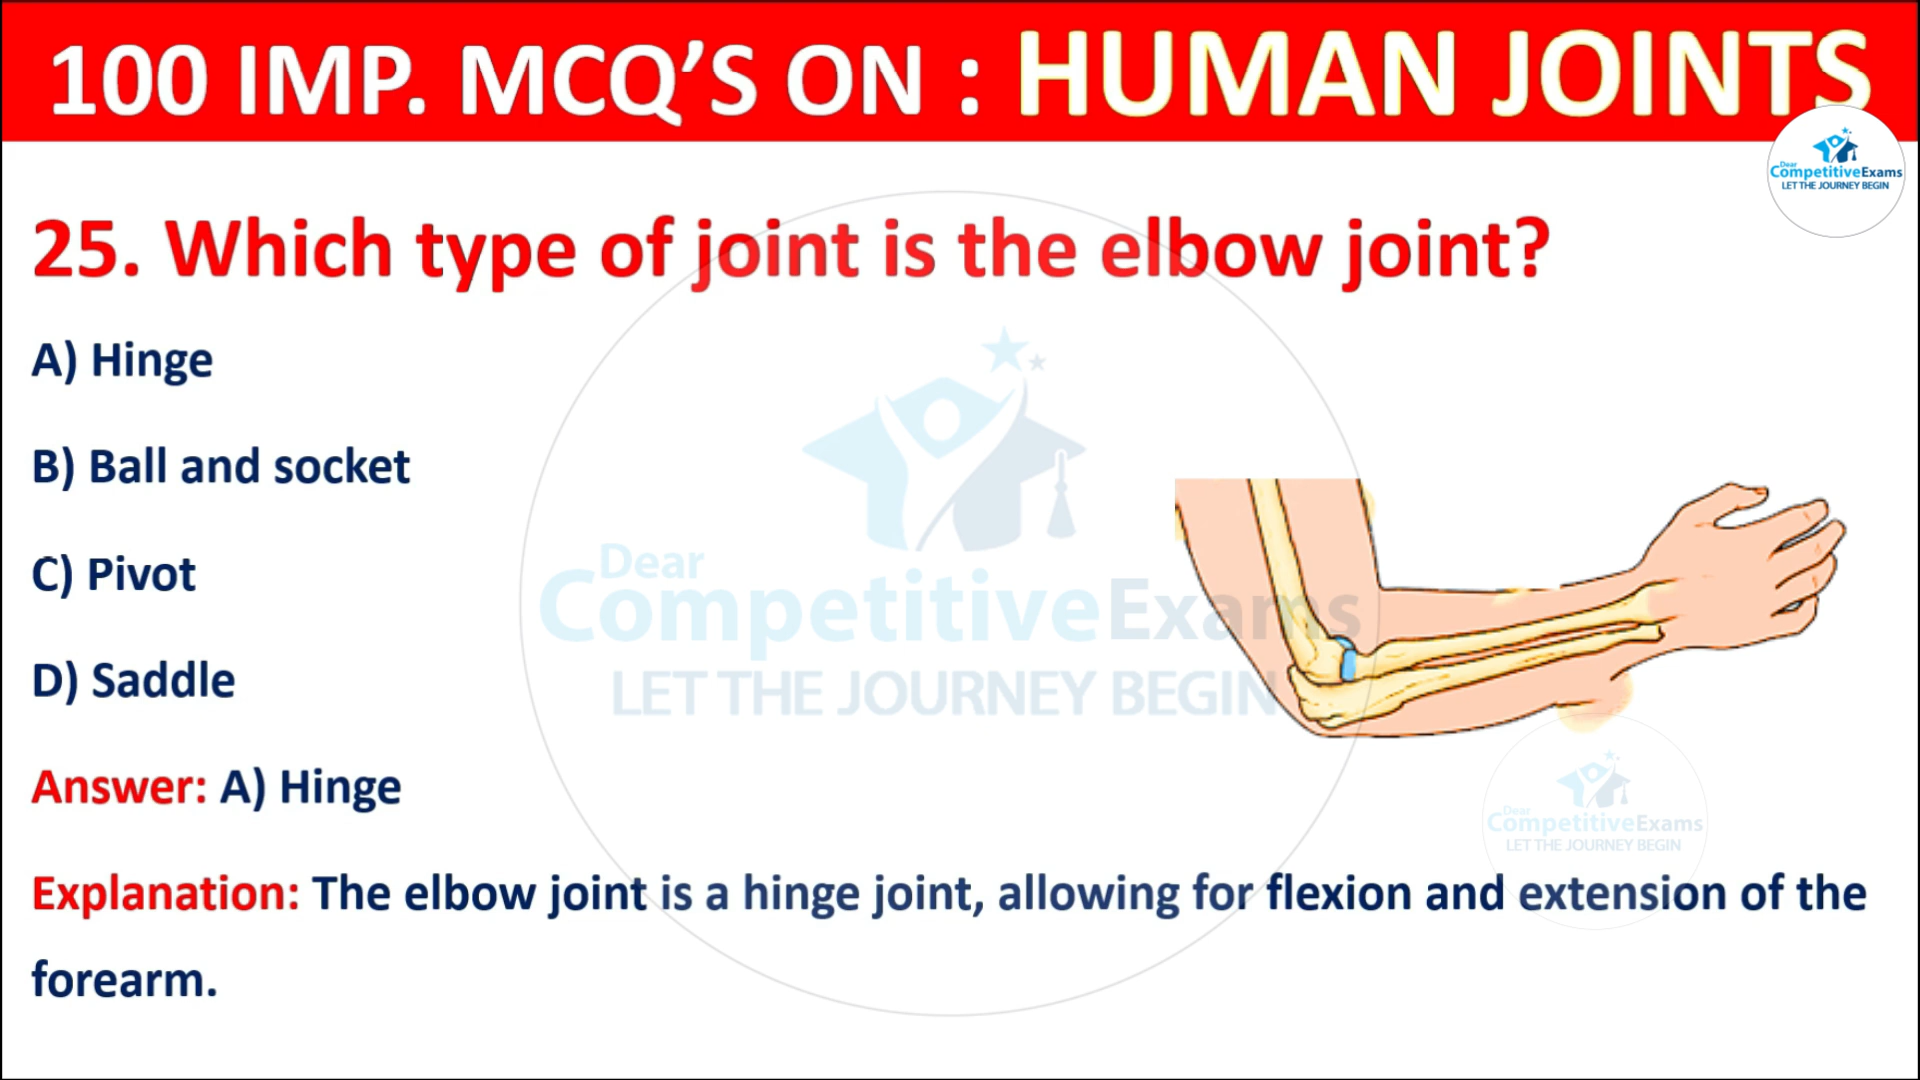 100 IMP. MCQ’S ON : HUMAN JOINTS
Dear
CompetitiveExams
LET THE JOURNEY BEGIN
25. Which type of joint is the elbow joint?
A) Hinge
B) Ball and socket
C) Pivot
D) Saddle
Dear
CompetitiveExams
LET THE JOURNEY BEGIN
Answer: A) Hinge
Dear
CompetitiveExams
LET THE JOURNEY BEGIN
Explanation: The elbow joint is a hinge joint, allowing for flexion and extension of the
forearm.